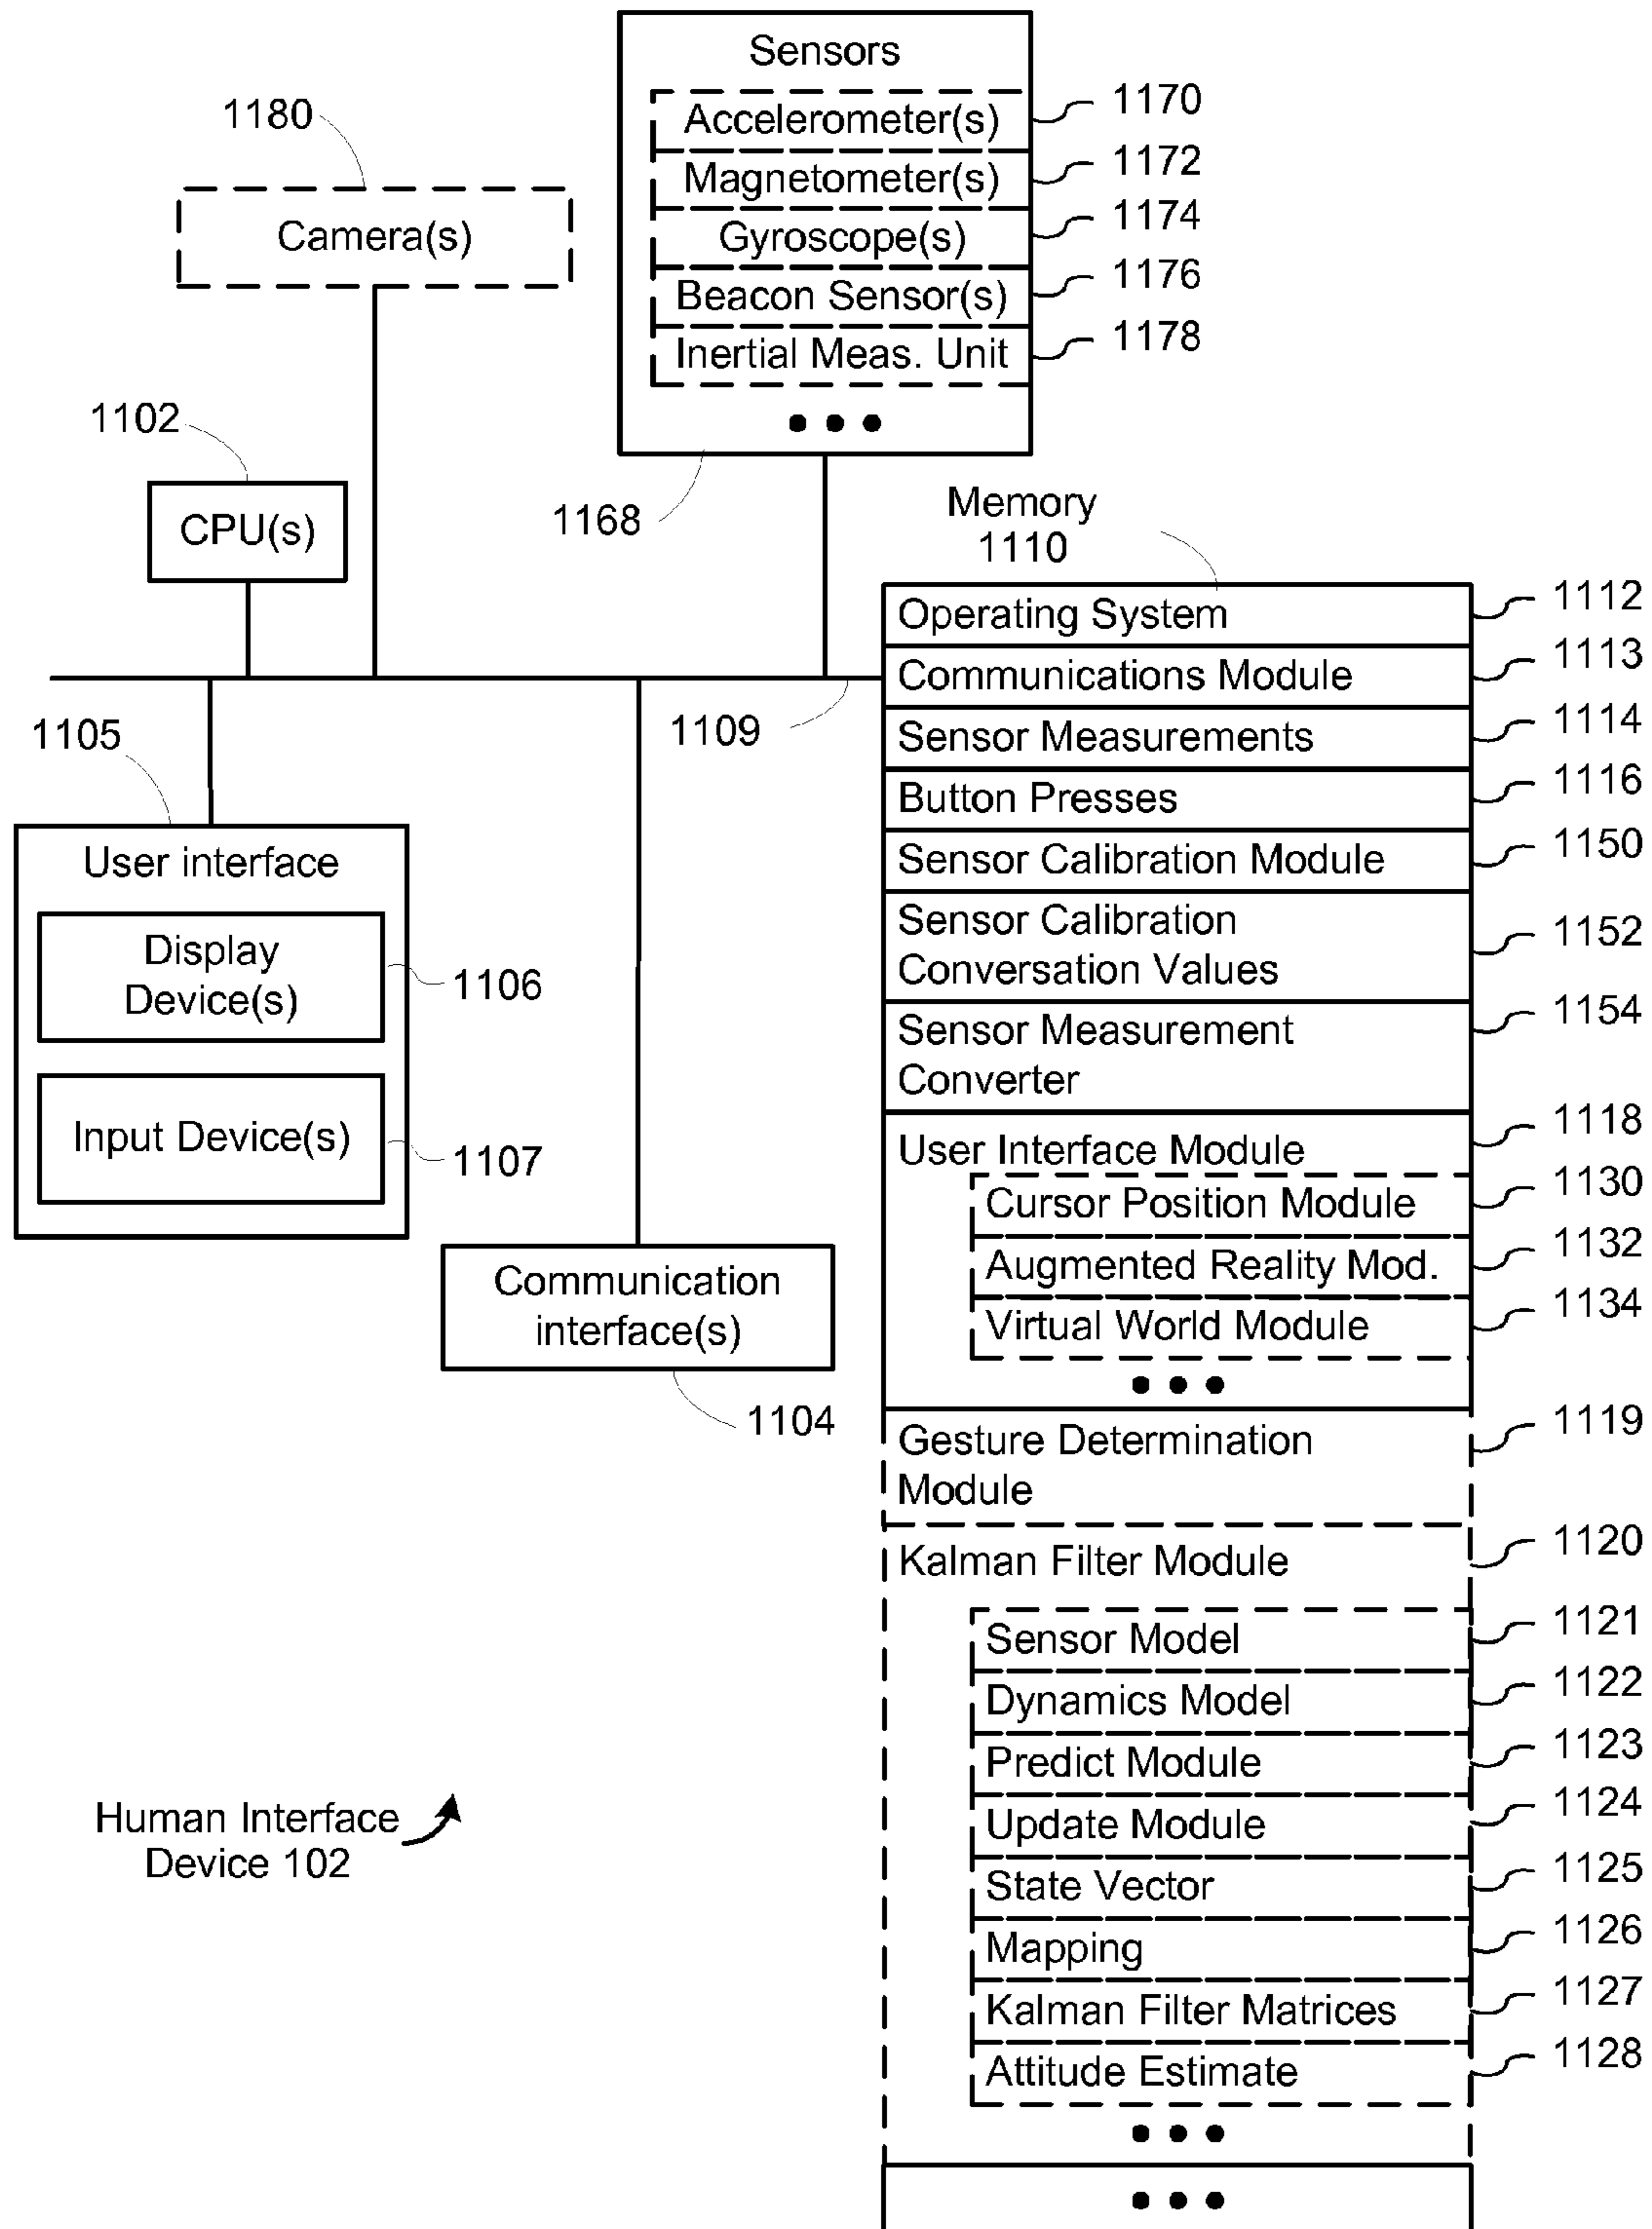 Sensors
Accelerometer(s)
1170
Magnetometer(s)
1172
Gyroscope(s)
1174
Beacon Sensor(s)
1176
Inertial Meas. Unit
1178
● ● ●
1168
1180
Camera(s)
1102
CPU(s)
1109
1105
User interface
Display
Device(s)
1106
Input Device(s)
1107
Communication
interface(s)
1104
Memory
1110
Operating System
1112
Communications Module
1113
Sensor Measurements
1114
Button Presses
1116
Sensor Calibration Module
1150
Sensor Calibration
Conversation Values
1152
Sensor Measurement
Converter
1154
User Interface Module
1118
Cursor Position Module
1130
Augmented Reality Mod.
1132
Virtual World Module
1134
● ● ●
Gesture Determination
Module
1119
Kalman Filter Module
1120
Sensor Model
1121
Dynamics Model
1122
Predict Module
1123
Update Module
1124
State Vector
1125
Mapping
1126
Kalman Filter Matrices
1127
Attitude Estimate
1128
● ● ●
● ● ●
Human Interface
Device 102